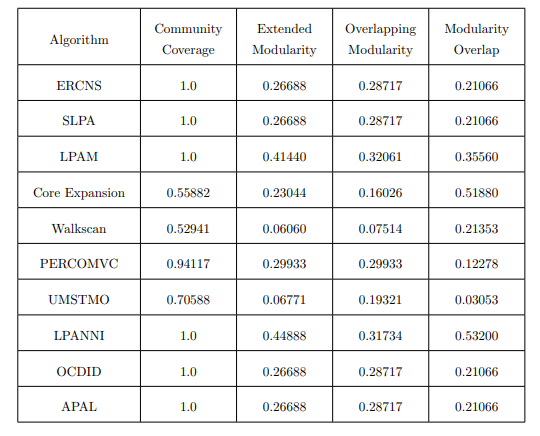 Algorithm Community Coverage Extended Modularity Overlapping Modularity Modularity Overlap
ERCNS 1.0 0.26688 0.28717 0.21066
SLPA 1.0 0.26688 0.28717 0.21066
LPAM 1.0 0.41440 0.32061 0.35560
Core Expansion 0.55882 0.23044 0.16026 0.51880
Walkscan 0.52941 0.06060 0.07514 0.21353
PERCOMVC 0.94117 0.29933 0.29933 0.12278
UMSTMO 0.70588 0.06771 0.19321 0.03053
LPANNI 1.0 0.44888 0.31734 0.53200
OCDID 1.0 0.26688 0.28717 0.21066
APAL 1.0 0.26688 0.28717 0.21066